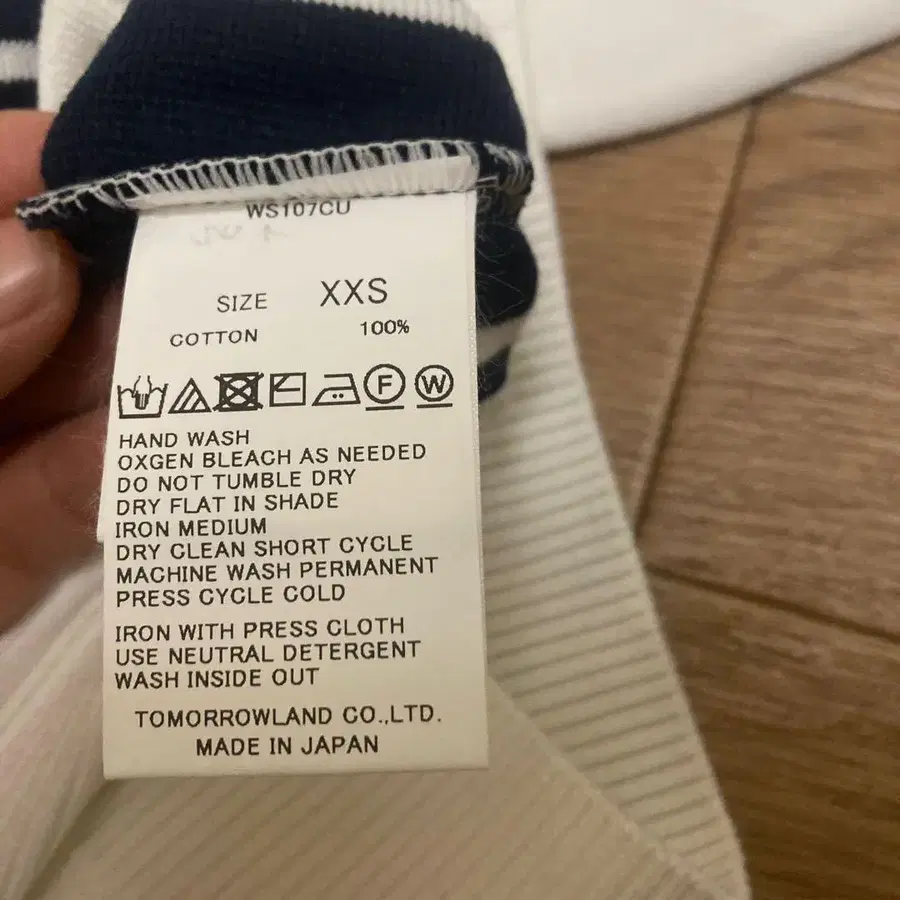 WS107CU
SIZE XXS
COTTON 100%
F W
HAND WASH
OXGEN BLEACH AS NEEDED
DO NOT TUMBLE DRY
DRY FLAT IN SHADE
IRON MEDIUM
DRY CLEAN SHORT CYCLE
MACHINE WASH PERMANENT
PRESS CYCLE COLD
IRON WITH PRESS CLOTH
USE NEUTRAL DETERGENT
WASH INSIDE OUT
TOMORROWLAND CO.,LTD.
MADE IN JAPAN